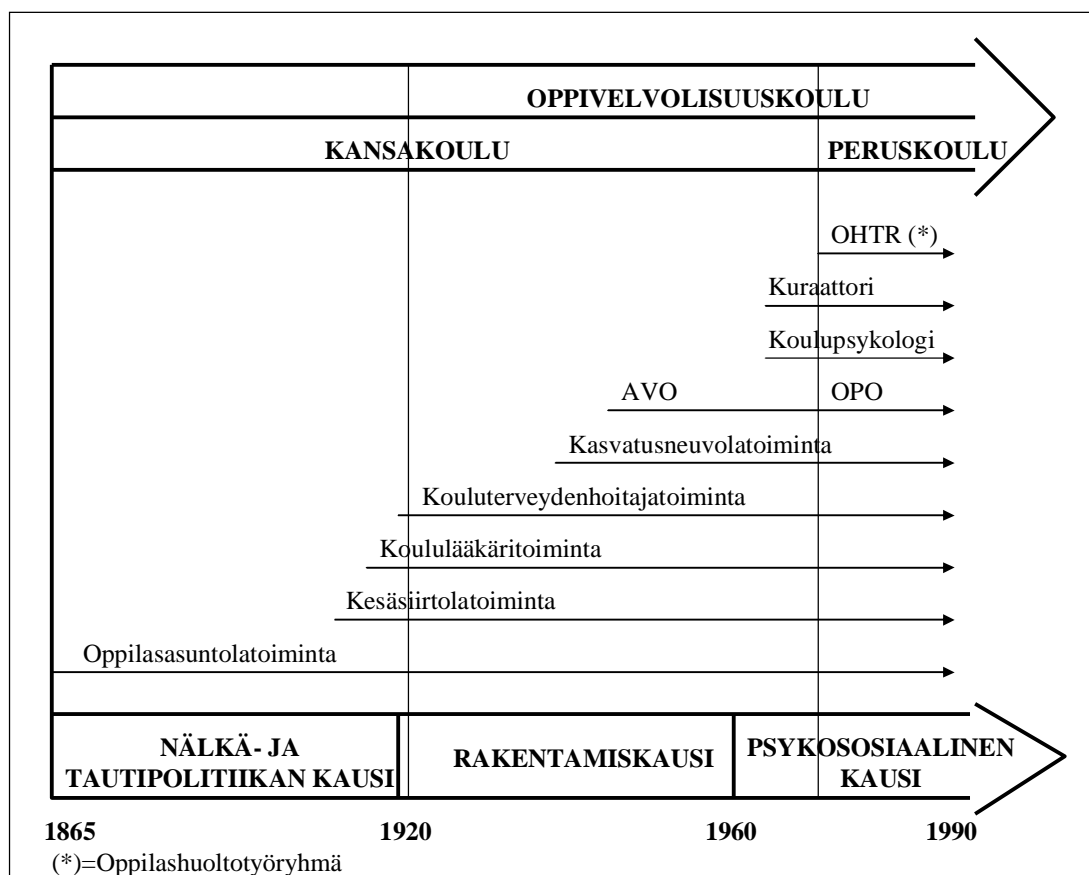 OPPIVELVOLISUUSKOULU
KANSAKOULU PERUSKOULU
OHTR (*)
Kuraattori
Koulupsykologi
AVO OPO
Kasvatusneuvolatoiminta
Kouluterveydenhoitajatoiminta
Koululääkäritoiminta
Kesäsiirtolatoiminta
Oppilasasuntolatoiminta
NÄLKÄ- JA
TAUTIPOLITIIKAN KAUSI
RAKENTAMISKAUSI
PSYKOSOSIAALINEN
KAUSI
1865 1920 1960 1990
(*)=Oppilashuoltotyöryhmä